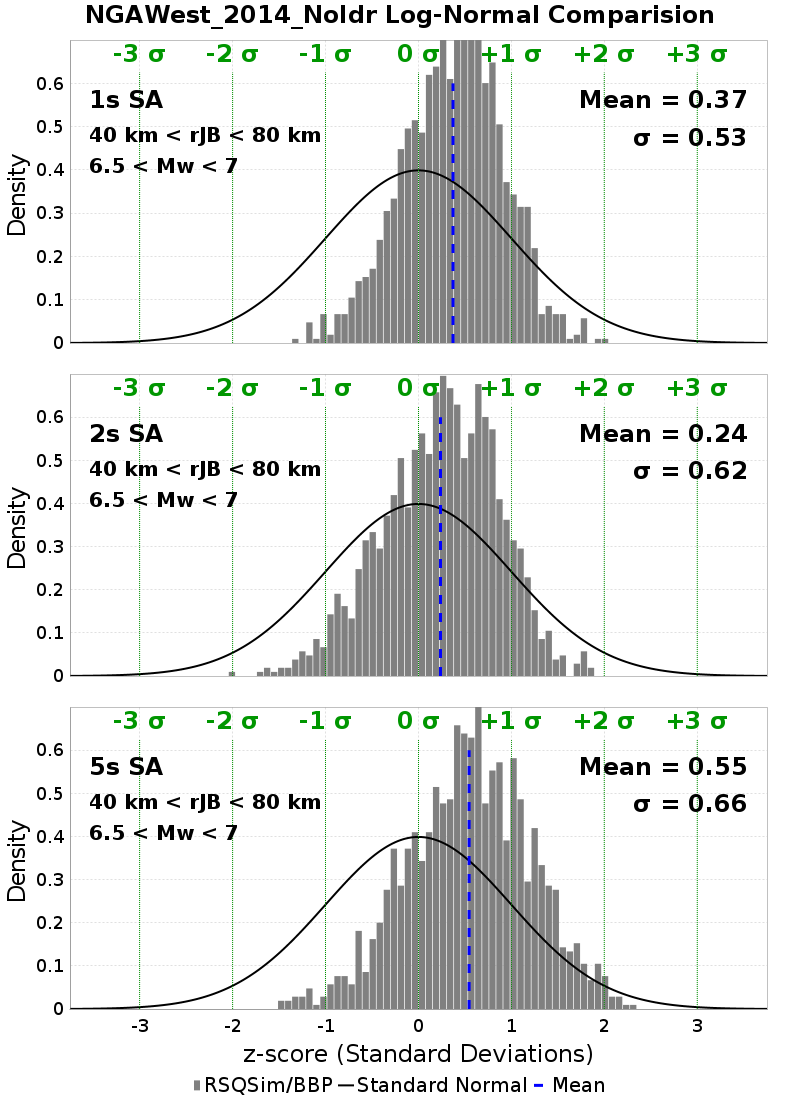 NGAWest_2014_NoIdr Log-Normal Comparision
-3 σ -2 σ -1 σ 0 σ +1 σ +2 σ +3 σ
1s SA Mean = 0.37
40 km < rJB < 80 km σ = 0.53
6.5 < Mw < 7
0.6
0.5
0.4
0.3
0.2
0.1
0
Density
-3 σ -2 σ -1 σ 0 σ +1 σ +2 σ +3 σ
2s SA Mean = 0.24
40 km < rJB < 80 km σ = 0.62
6.5 < Mw < 7
0.6
0.5
0.4
0.3
0.2
0.1
0
Density
-3 σ -2 σ -1 σ 0 σ +1 σ +2 σ +3 σ
5s SA Mean = 0.55
40 km < rJB < 80 km σ = 0.66
6.5 < Mw < 7
0.6
0.5
0.4
0.3
0.2
0.1
0
Density
-3 -2 -1 0 1 2 3
z-score (Standard Deviations)
RSQSim/BBP Standard Normal Mean